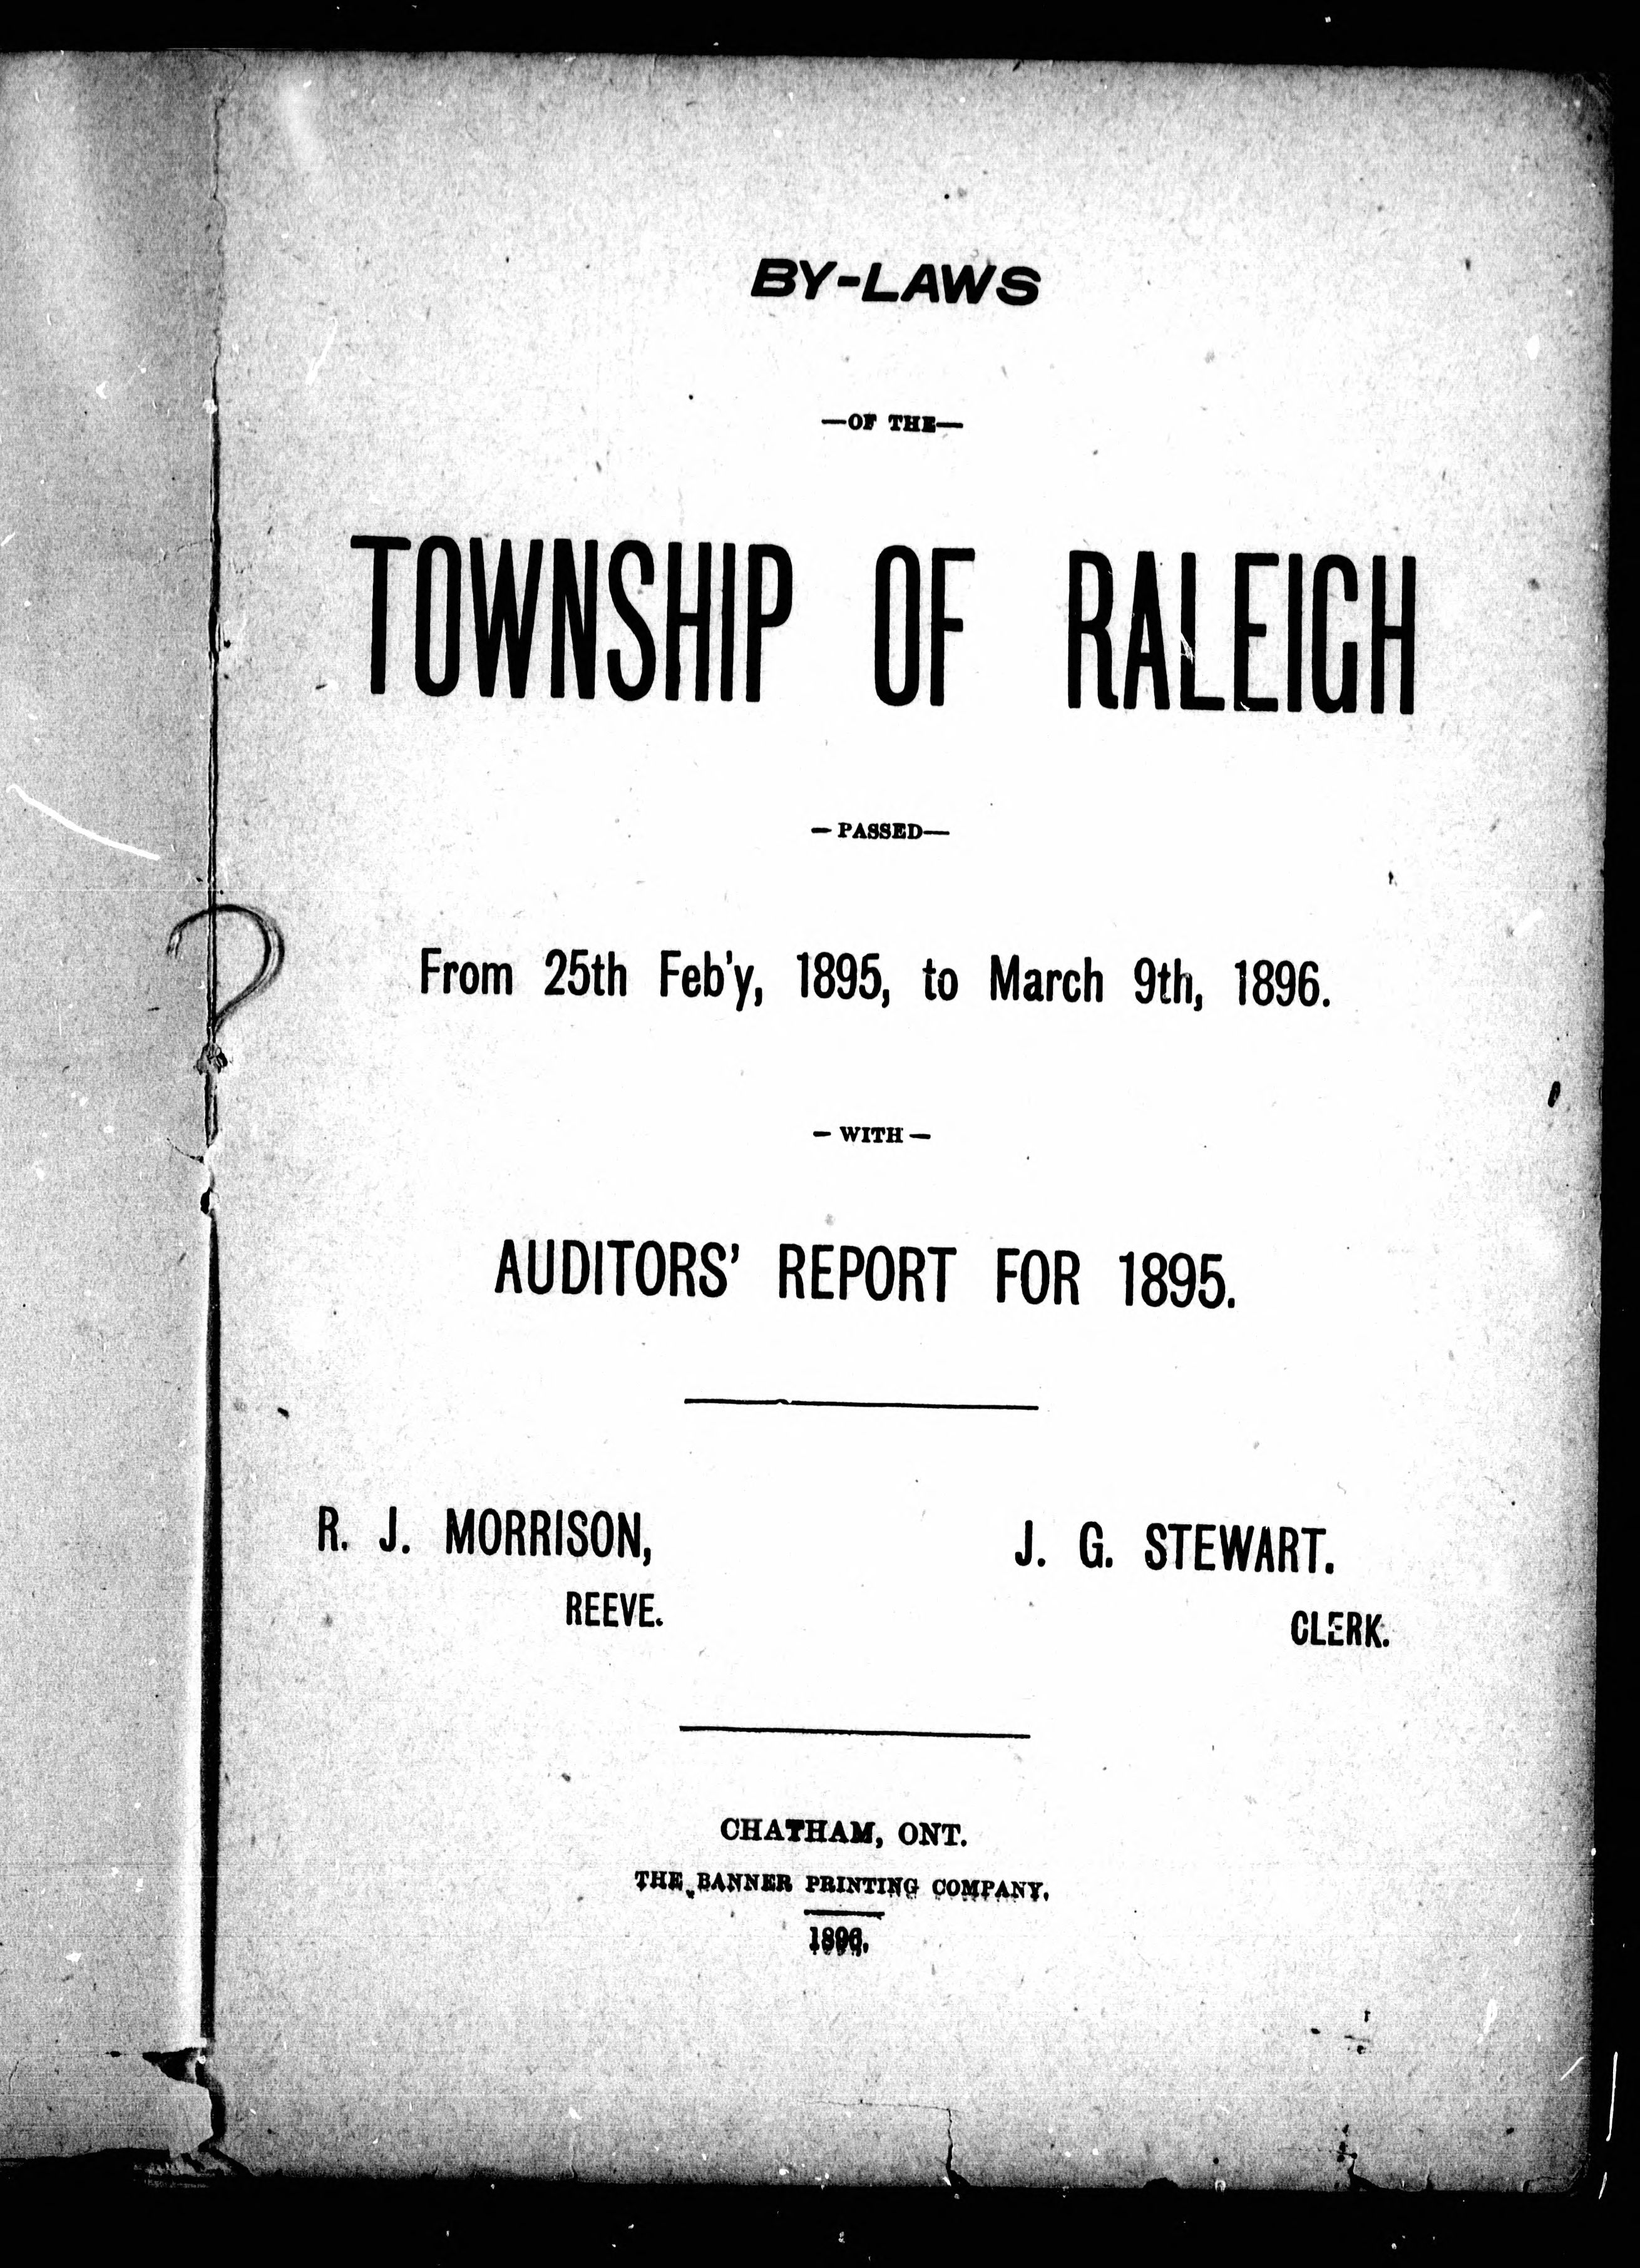 BY-LAWS
—OF THE—
TOWNSHIP OF RALEIGH
— PASSED—
From 25th Feb'y, 1895, to March 9th, 1896.
— WITH —
AUDITORS' REPORT FOR 1895.
R. J. MORRISON, J. G. STEWART.
REEVE. CLERK.
CHATHAM, ONT.
THE BANNER PRINTING COMPANY.
1896.